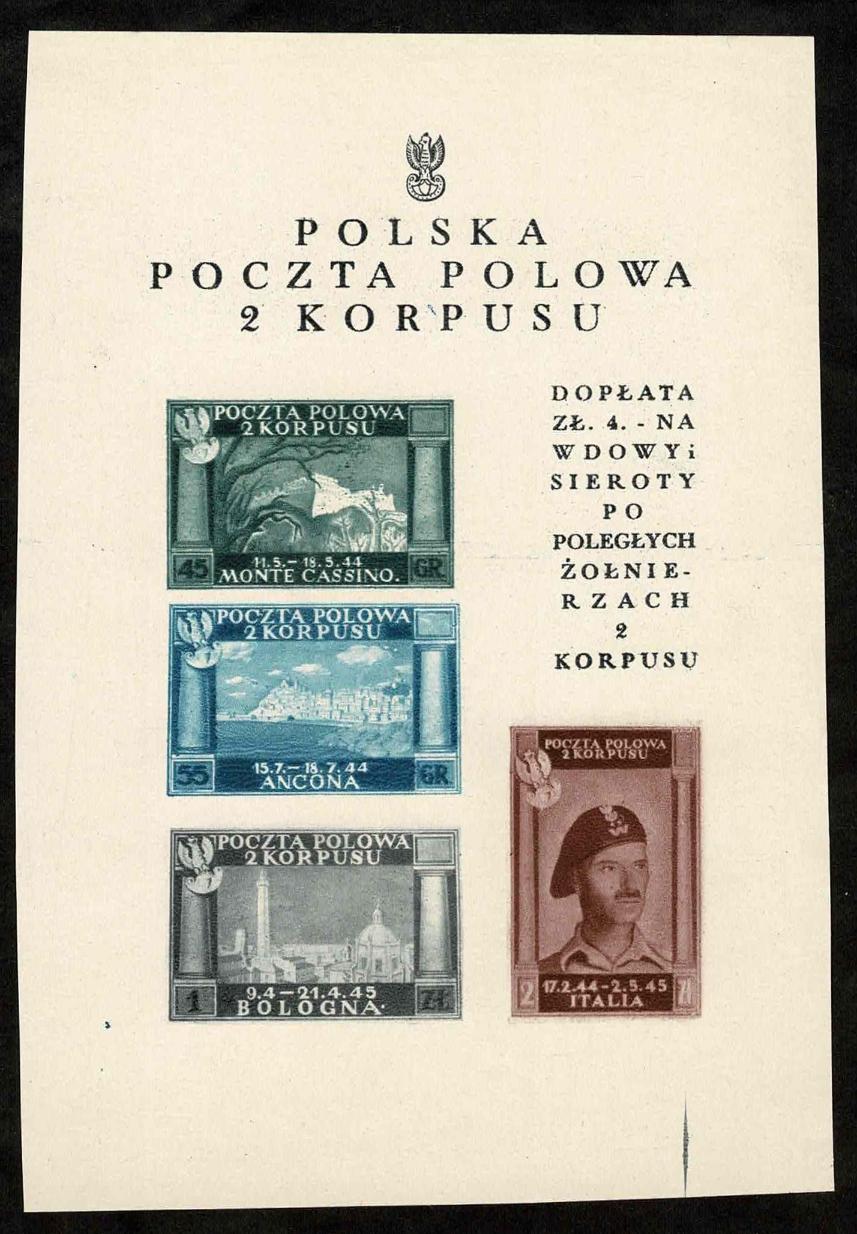 POLSKA
POCZTA POLOWA
2 KORPUSU
DOPŁATA
ZŁ. 4. - NA
WDOWY i
SIEROTY
PO
POLEGŁYCH
ŻOŁNIE-
RZACH
2
KORPUSU
POCZTA POLOWA
2 KORPUSU
11.5.-18.5.44
45 MONTE CASSINO. GR
POCZTA POLOWA
2 KORPUSU
15.7.-18.7.44
55 ANCONA GR
POCZTA POLOWA
2 KORPUSU
9.4-21.4.45
1 BOLOGNA· ZŁ
POCZTA POLOWA
2 KORPUSU
17.2.44-2.5.45
2 ITALIA Zł